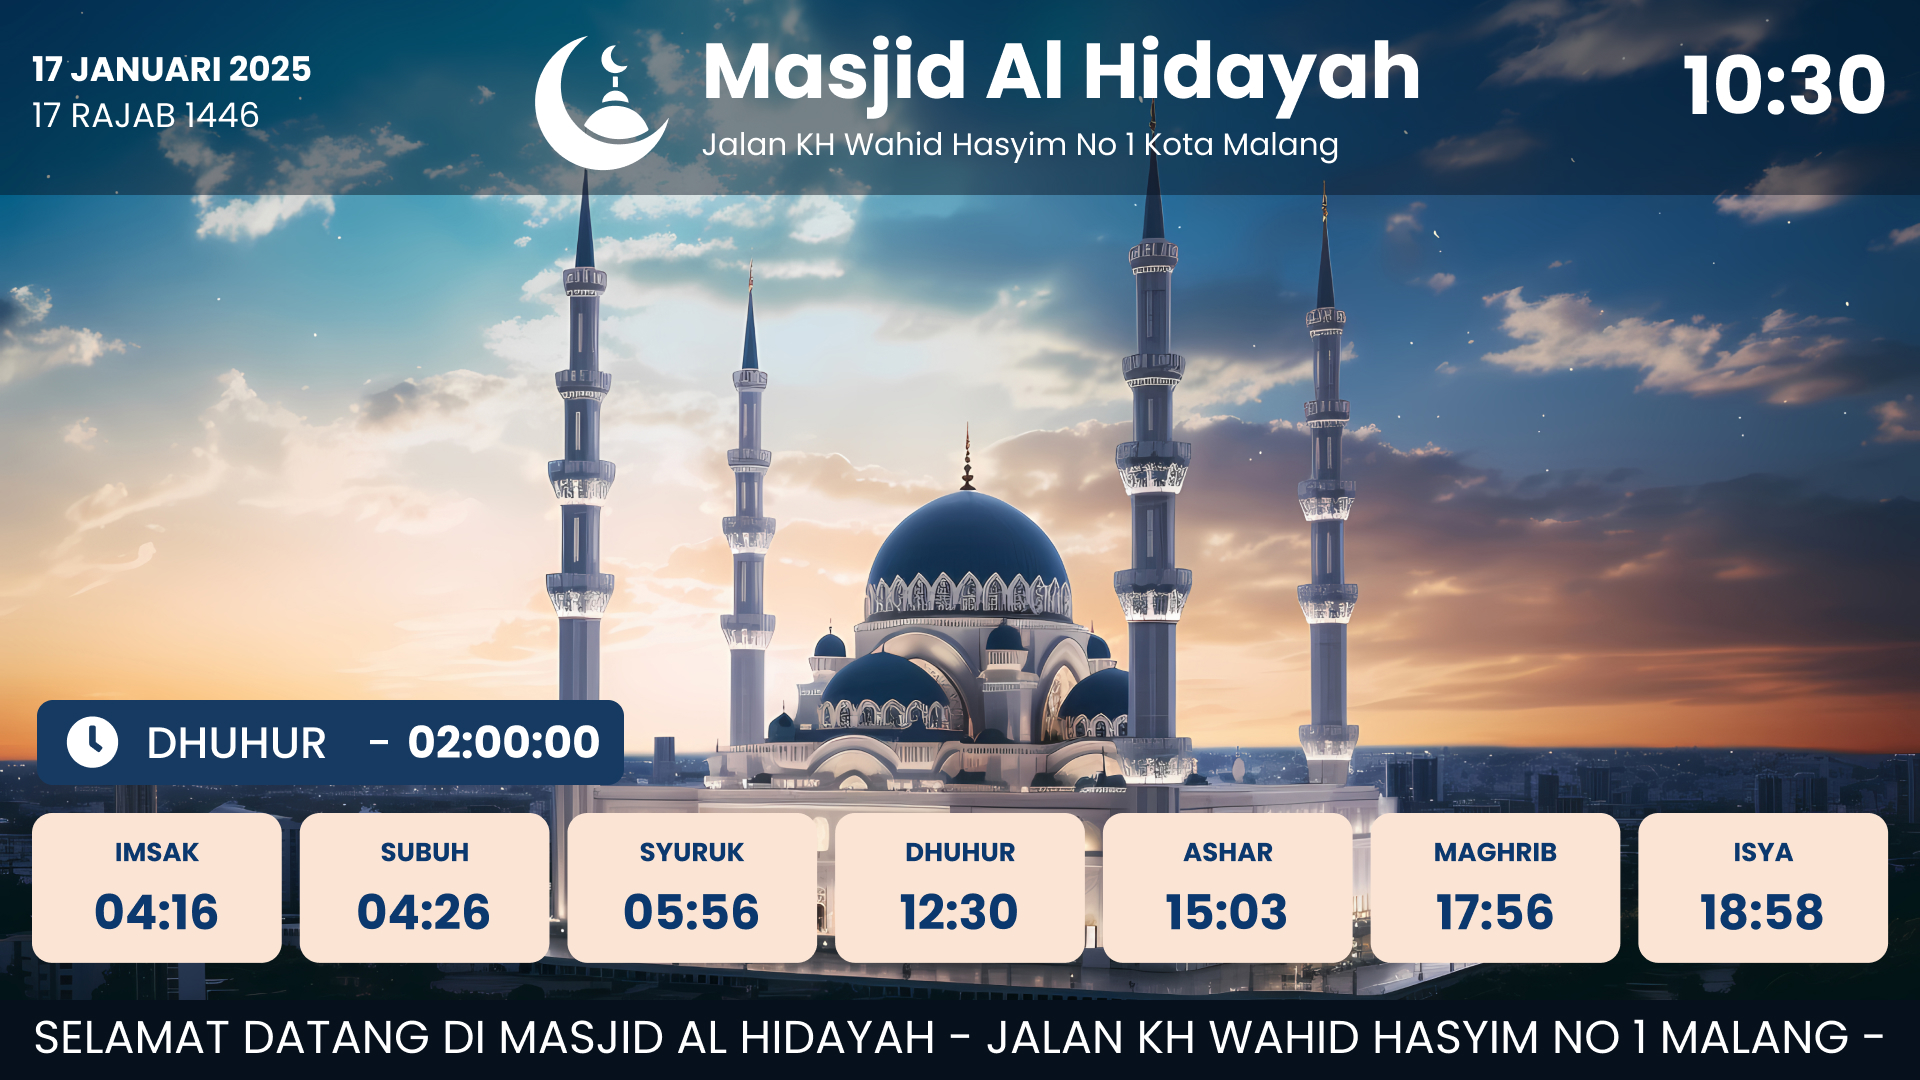 17 JANUARI 2025
17 RAJAB 1446
Masjid Al Hidayah
Jalan KH Wahid Hasyim No 1 Kota Malang
10:30
DHUHUR - 02:00:00
IMSAK
04:16
SUBUH
04:26
SYURUK
05:56
DHUHUR
12:30
ASHAR
15:03
MAGHRIB
17:56
ISYA
18:58
SELAMAT DATANG DI MASJID AL HIDAYAH - JALAN KH WAHID HASYIM NO 1 MALANG -